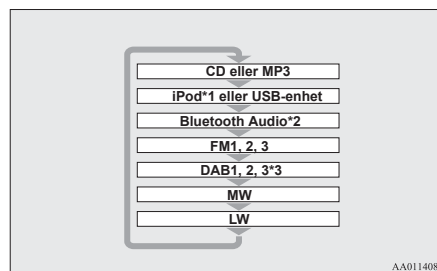 CD eller MP3
iPod*1 eller USB-enhet
Bluetooth Audio*2
FM1, 2, 3
DAB1, 2, 3*3
MW
LW
AA0114087